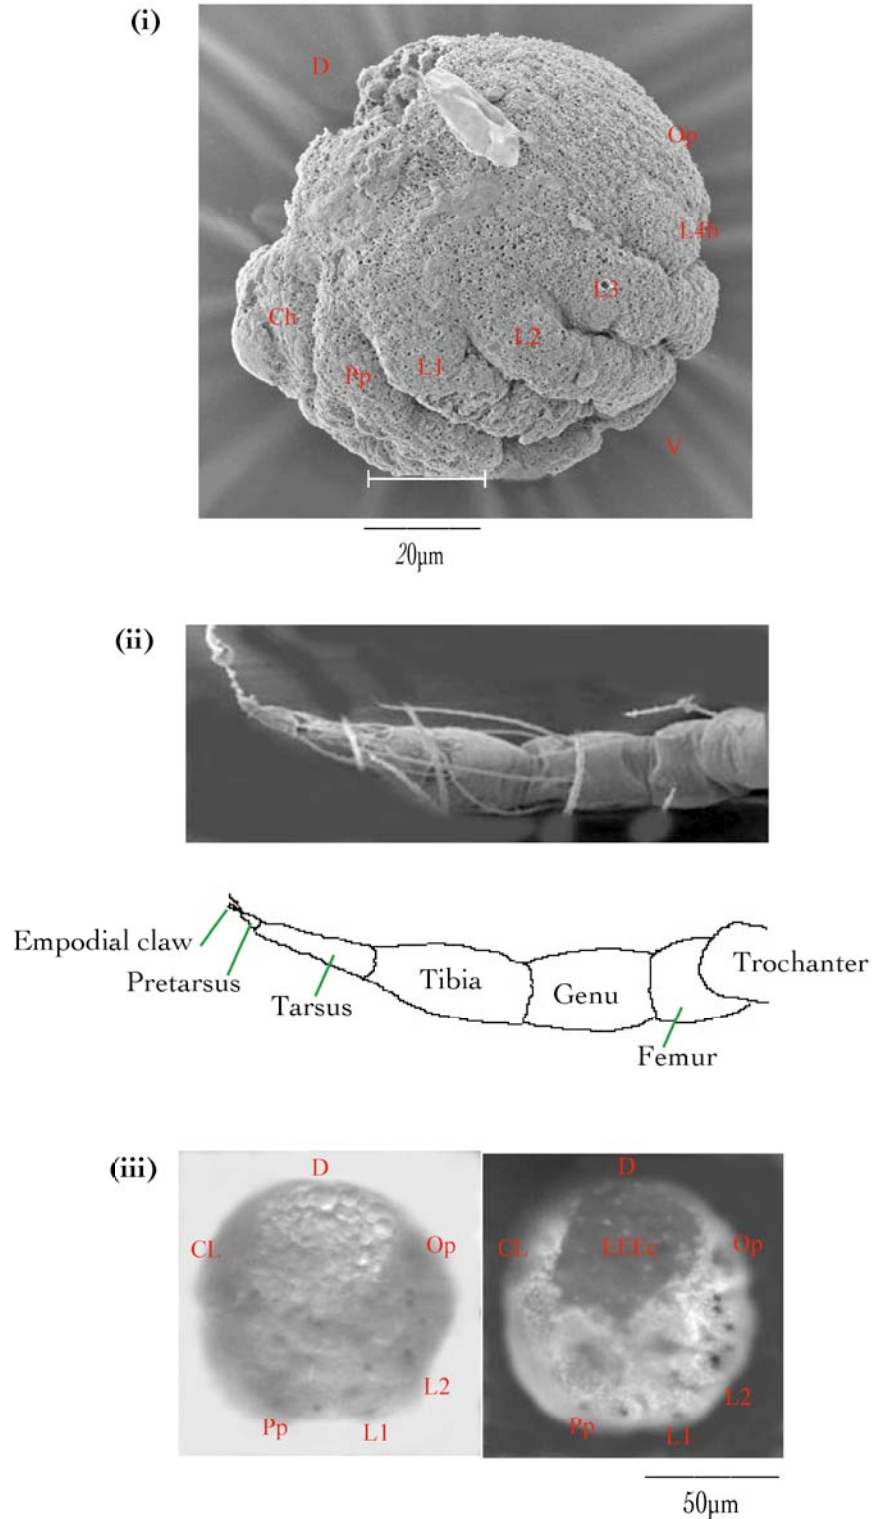 (i)
D
Op
L4b
L3
Ch
L2
L1
Pp
V
20µm
(ii)
Empodial claw
Pretarsus
Tarsus
Tibia
Genu
Trochanter
Femur
(iii)
D
CL
Op
L2
Pp
L1
D
CL
EEEc
Op
L2
Pp
L1
50µm